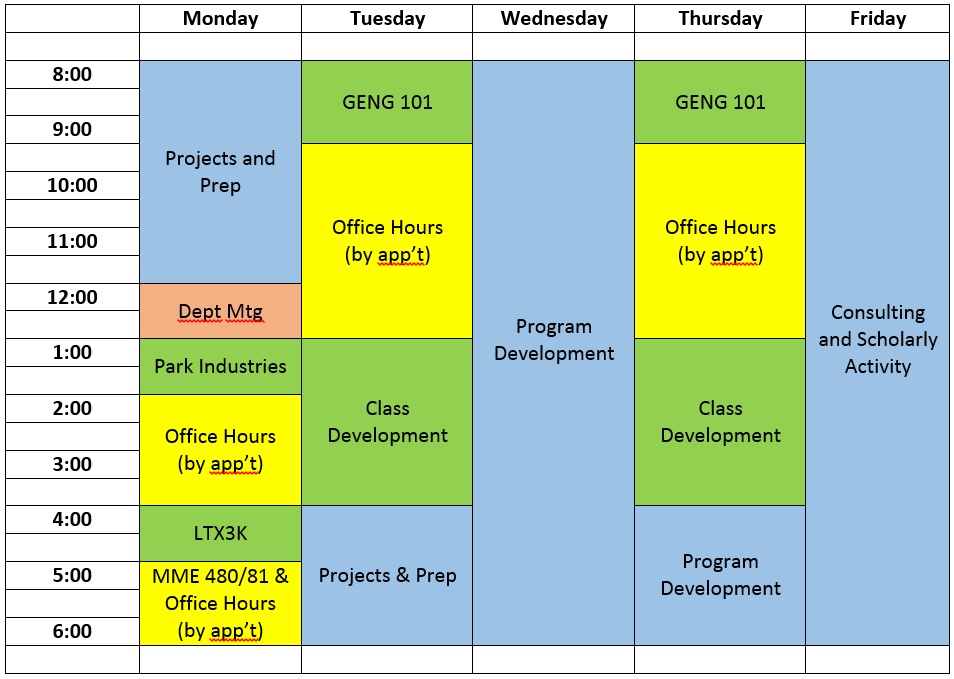 Monday Tuesday Wednesday Thursday Friday
8:00
GENG 101 GENG 101
9:00
Projects and
Prep
10:00
Office Hours
(by app't)
Office Hours
(by app't)
11:00
12:00
Dept Mtg
Program
Development
Consulting
and Scholarly
Activity
1:00
Park Industries
2:00
Class
Development
Class
Development
Office Hours
(by app't)
3:00
4:00
LTX3K
5:00
MME 480/81 &
Office Hours
(by app't)
Projects & Prep
Program
Development
6:00